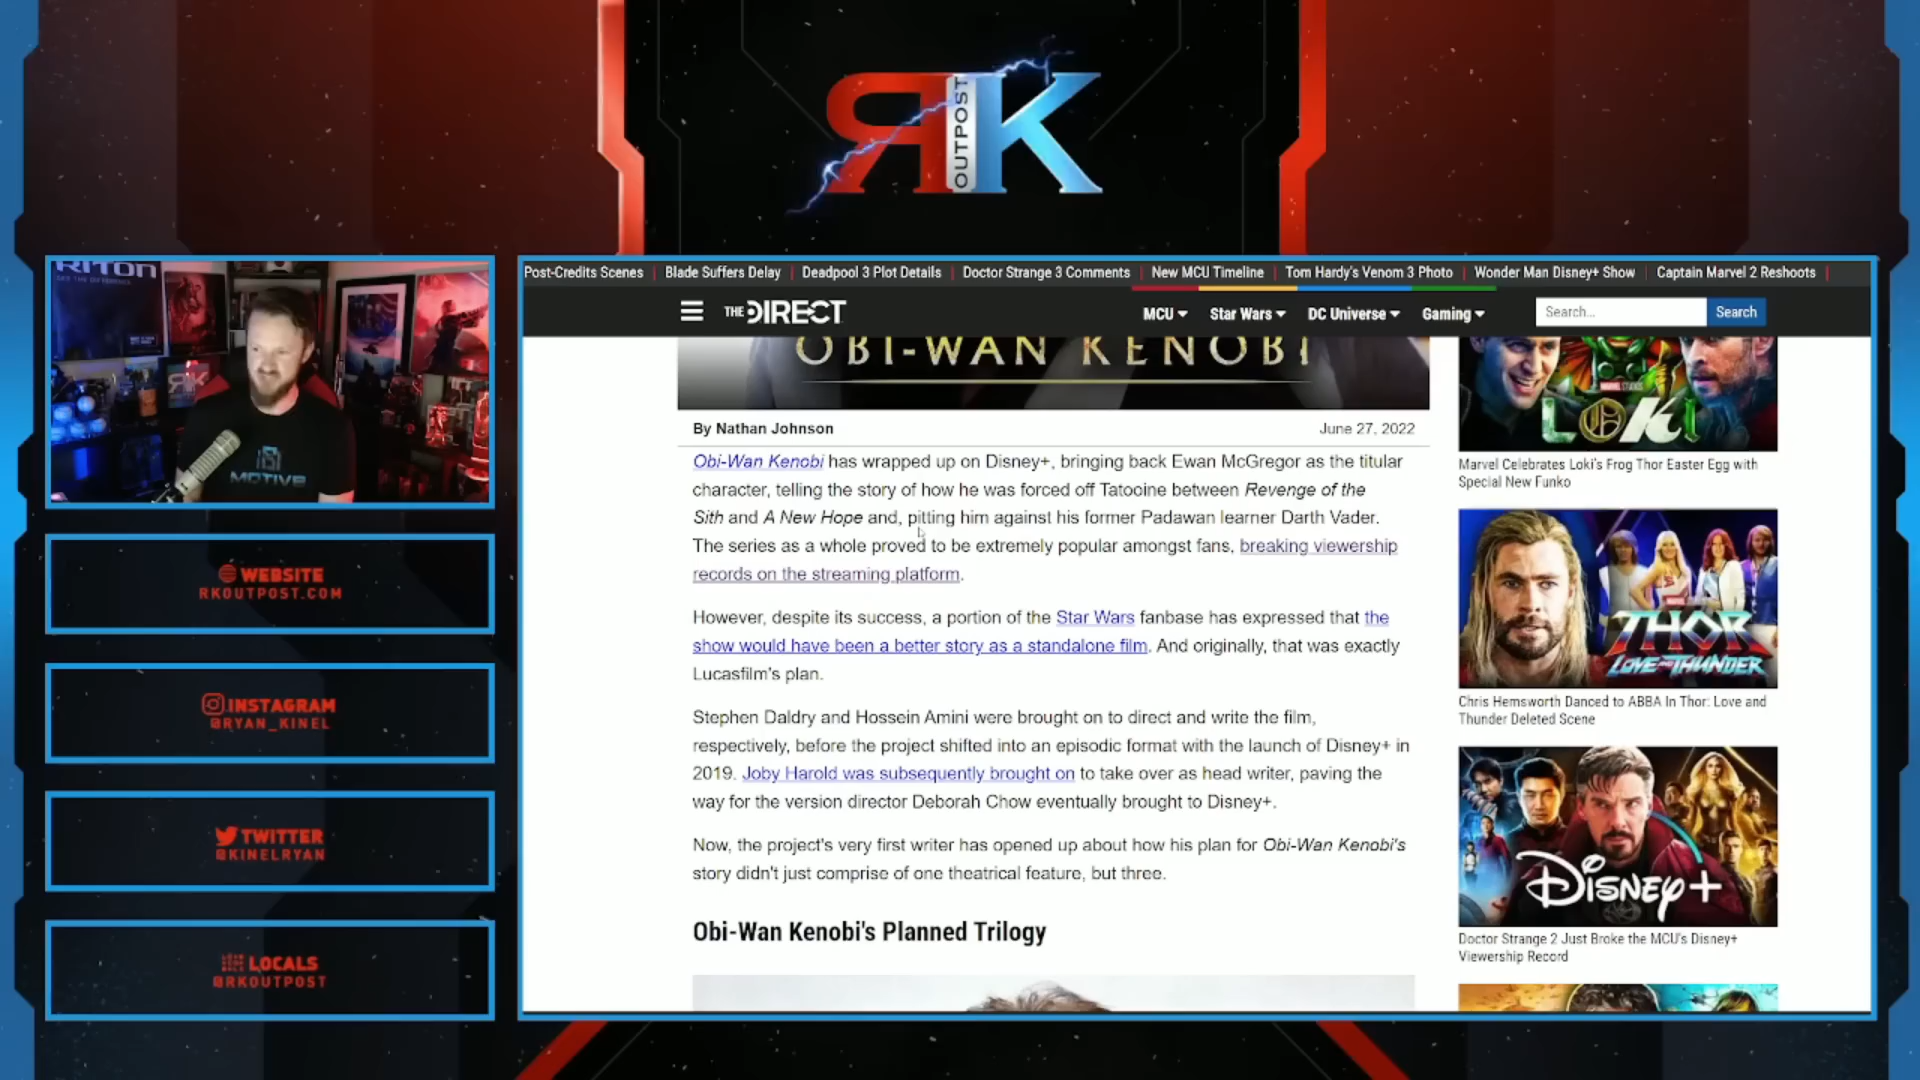 RK
OUTPOST
RITON
RK
MOTIVE
WEBSITE
RKOUTPOST.COM
INSTAGRAM
@RYAN_KINEL
TWITTER
@KINELRYAN
LOCALS
@RKOUTPOST
Post-Credits Scenes | Blade Suffers Delay | Deadpool 3 Plot Details | Doctor Strange 3 Comments | New MCU Timeline | Tom Hardy's Venom 3 Photo | Wonder Man Disney+ Show | Captain Marvel 2 Reshoots |
THE DIRECT
MCU Star Wars DC Universe Gaming
Search... Search
OBI-WAN KENOBI
By Nathan Johnson June 27, 2022
Obi-Wan Kenobi has wrapped up on Disney+, bringing back Ewan McGregor as the titular
character, telling the story of how he was forced off Tatooine between Revenge of the
Sith and A New Hope and, pitting him against his former Padawan learner Darth Vader.
The series as a whole proved to be extremely popular amongst fans, breaking viewership
records on the streaming platform.
However, despite its success, a portion of the Star Wars fanbase has expressed that the
show would have been a better story as a standalone film. And originally, that was exactly
Lucasfilm's plan.
Stephen Daldry and Hossein Amini were brought on to direct and write the film,
respectively, before the project shifted into an episodic format with the launch of Disney+ in
2019. Joby Harold was subsequently brought on to take over as head writer, paving the
way for the version director Deborah Chow eventually brought to Disney+.
Now, the project's very first writer has opened up about how his plan for Obi-Wan Kenobi's
story didn't just comprise of one theatrical feature, but three.
Obi-Wan Kenobi's Planned Trilogy
MARVEL STUDIOS
LOKI
Marvel Celebrates Loki's Frog Thor Easter Egg with
Special New Funko
THOR
LOVE AND THUNDER
Chris Hemsworth Danced to ABBA In Thor: Love and
Thunder Deleted Scene
Disney+
Doctor Strange 2 Just Broke the MCU's Disney+
Viewership Record